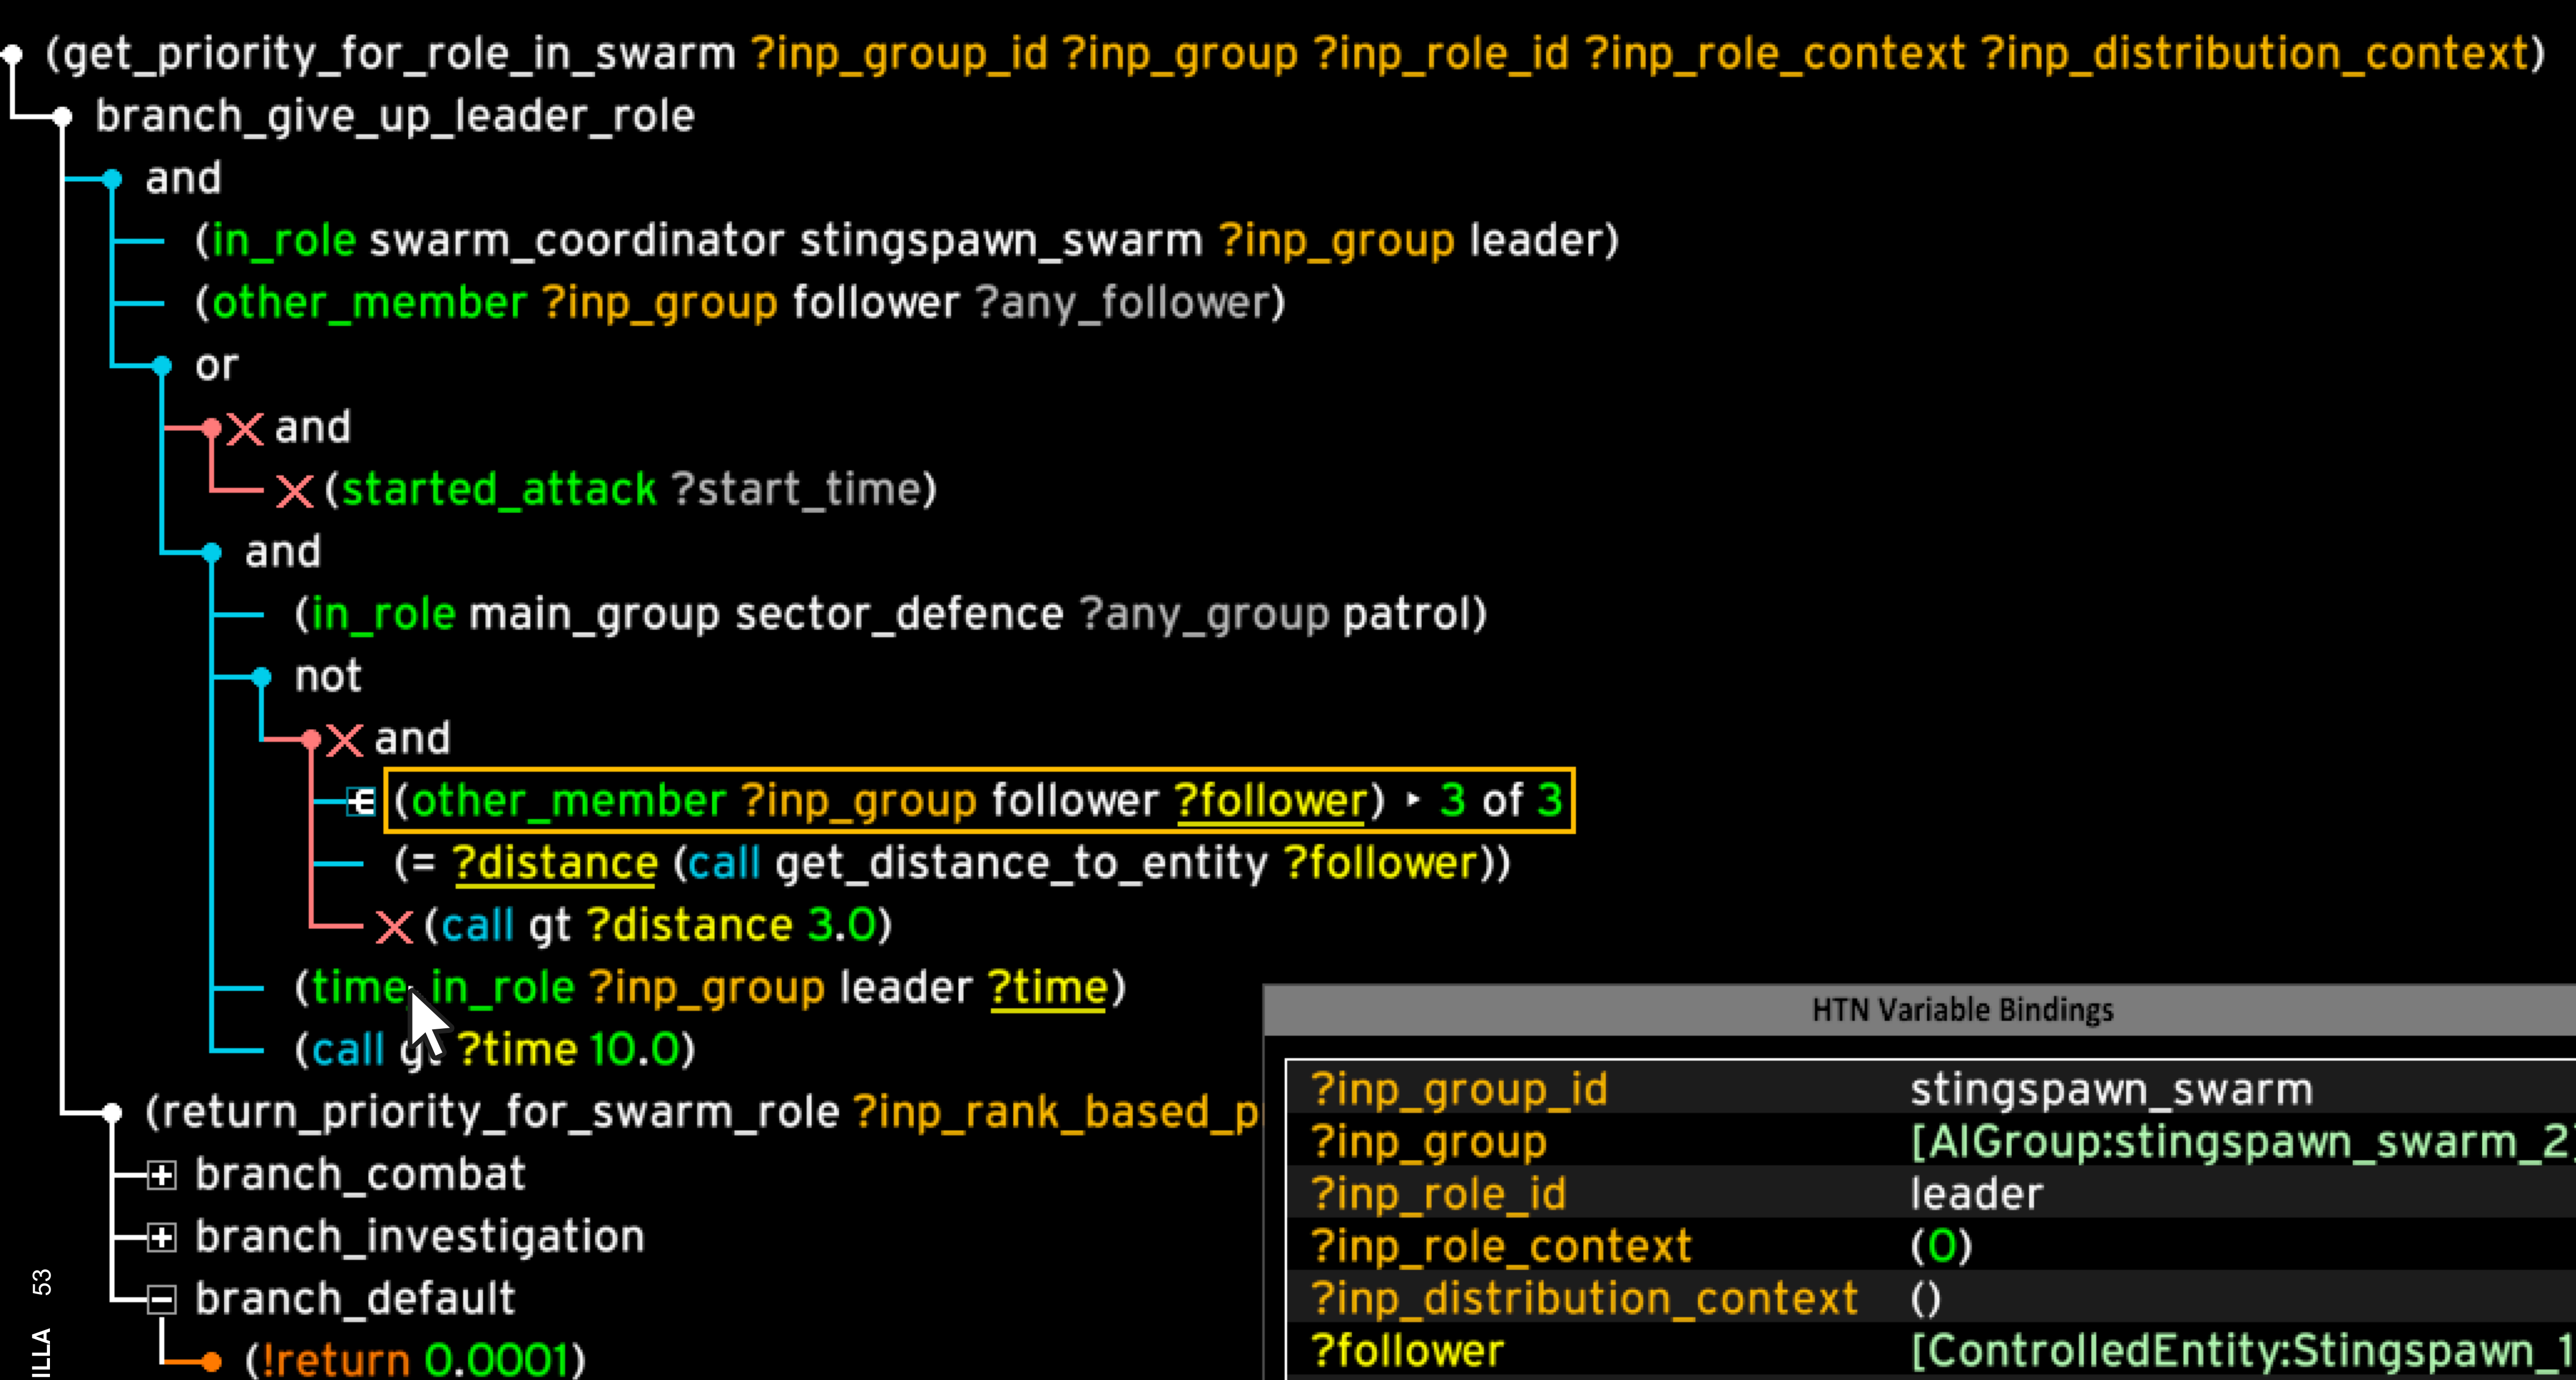 (get_priority_for_role_in_swarm ?inp_group_id ?inp_group ?inp_role_id ?inp_role_context ?inp_distribution_context)
branch_give_up_leader_role
and
(in_role swarm_coordinator stingspawn_swarm ?inp_group leader)
(other_member ?inp_group follower ?any_follower)
or
and
(started_attack ?start_time)
and
(in_role main_group sector_defence ?any_group patrol)
not
and
(other_member ?inp_group follower ?follower) ▸ 3 of 3
(= ?distance (call get_distance_to_entity ?follower))
(call gt ?distance 3.0)
(time_in_role ?inp_group leader ?time)
(call gt ?time 10.0)
(return_priority_for_swarm_role ?inp_rank_based_p
branch_combat
branch_investigation
branch_default
(!return 0.0001)
HTN Variable Bindings
?inp_group_id stingspawn_swarm
?inp_group [AIGroup:stingspawn_swarm_2]
?inp_role_id leader
?inp_role_context (0)
?inp_distribution_context ()
?follower [ControlledEntity:Stingspawn_1
ILLA 53